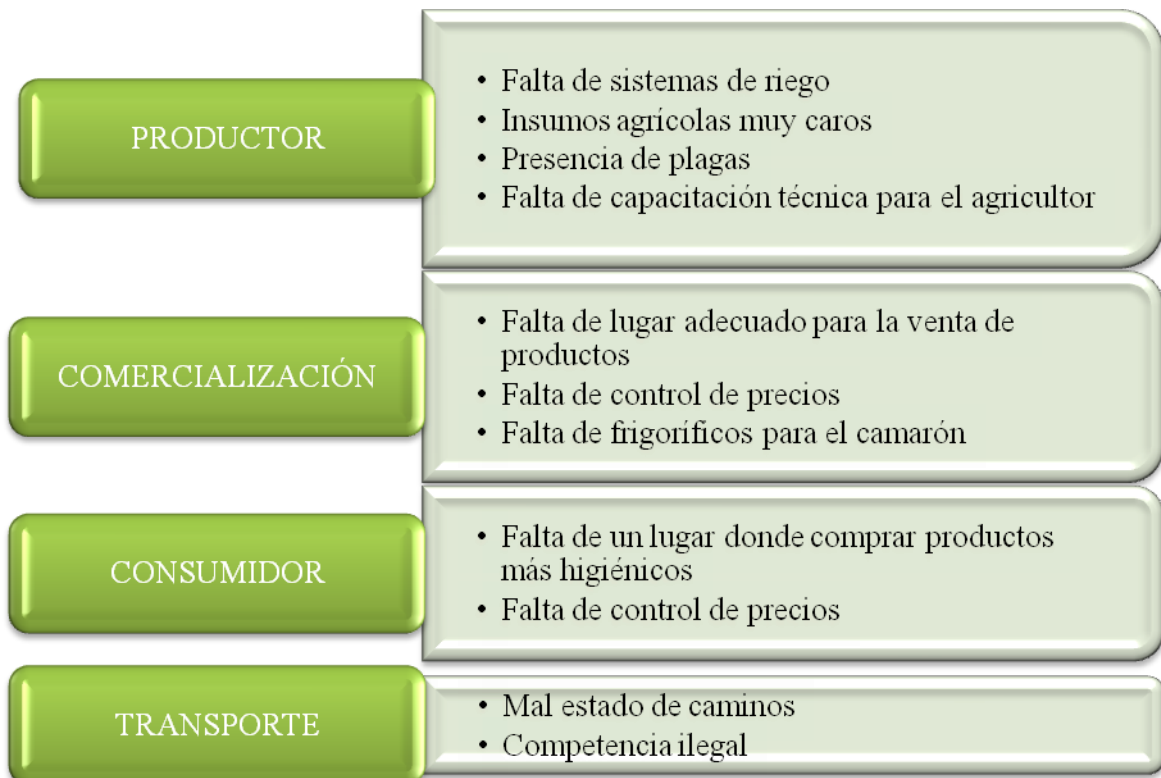 PRODUCTOR
• Falta de sistemas de riego
• Insumos agrícolas muy caros
• Presencia de plagas
• Falta de capacitación técnica para el agricultor
COMERCIALIZACIÓN
• Falta de lugar adecuado para la venta de
productos
• Falta de control de precios
• Falta de frigoríficos para el camarón
CONSUMIDOR
• Falta de un lugar donde comprar productos
más higiénicos
• Falta de control de precios
TRANSPORTE
• Mal estado de caminos
• Competencia ilegal